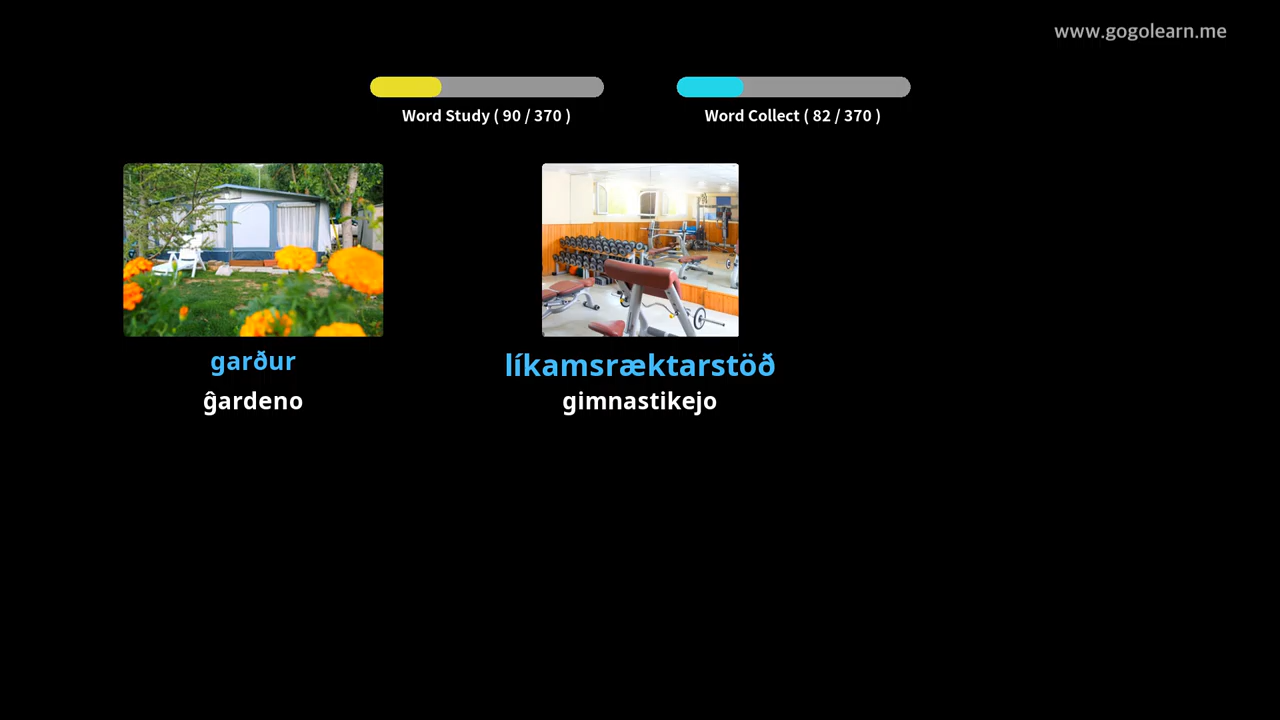 www.gogolearn.me
Word Study ( 90 / 370 )
Word Collect ( 82 / 370 )
garður
líkamsræktarstöð
ĝardeno
gimnastikejo